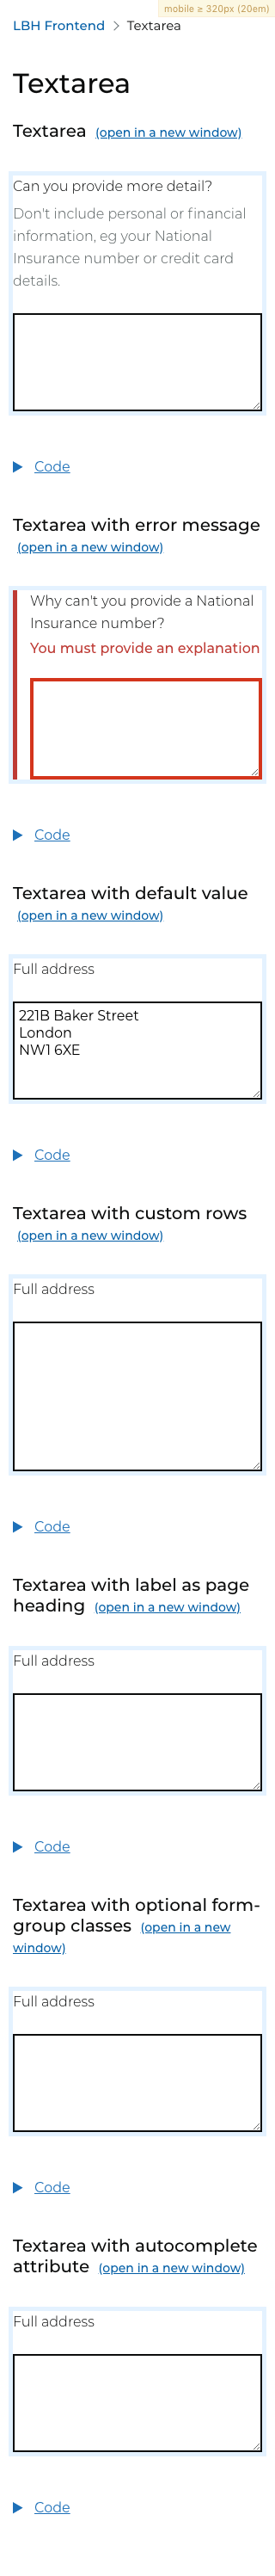 mobile ≥ 320px (20em)
LBH Frontend > Textarea
Textarea
Textarea (open in a new window)
Can you provide more detail?
Don't include personal or financial
information, eg your National
Insurance number or credit card
details.
Code
Textarea with error message
(open in a new window)
Why can't you provide a National
Insurance number?
You must provide an explanation
Code
Textarea with default value
(open in a new window)
Full address
221B Baker Street
London
NW1 6XE
Code
Textarea with custom rows
(open in a new window)
Full address
Code
Textarea with label as page
heading (open in a new window)
Full address
Code
Textarea with optional form-
group classes (open in a new
window)
Full address
Code
Textarea with autocomplete
attribute (open in a new window)
Full address
Code